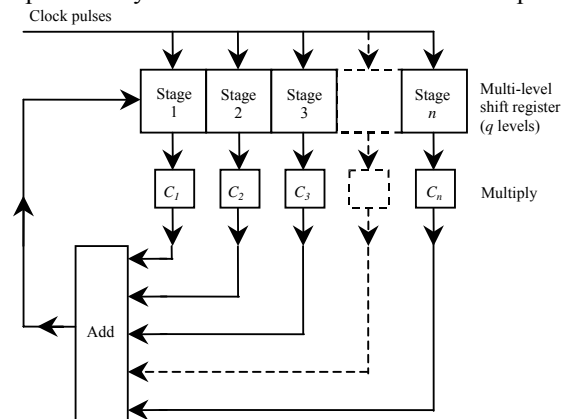 Clock pulses
Stage
1
Stage
2
Stage
3
Stage
n
Multi-level
shift register
(q levels)
C1
C2
C3
Cn
Multiply
Add